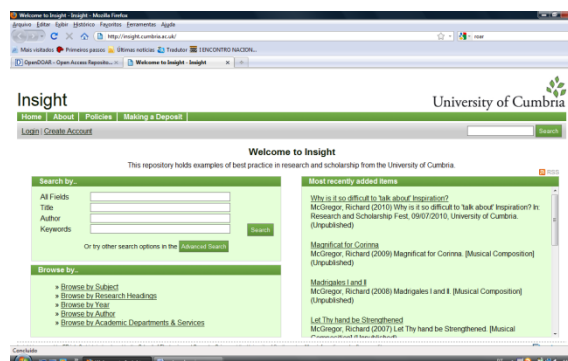 Welcome to Insight - Insight - Mozilla Firefox
Arquivo Editar Exibir Histórico Favoritos Ferramentas Ajuda
http://insight.cumbria.ac.uk/
roar
Mais visitados Primeiros passos Últimas notícias Tradutor I ENCONTRO NACION...
OpenDOAR - Open Access Reposito... Welcome to Insight - Insight
Insight
University of Cumbria
Home About Policies Making a Deposit
Login | Create Account
Search
Welcome to Insight
This repository holds examples of best practice in research and scholarship from the University of Cumbria.
RSS
Search by..
All Fields
Title
Author
Keywords
Search
Or try other search options in the Advanced Search
Browse by..
» Browse by Subject
» Browse by Research Headings
» Browse by Year
» Browse by Author
» Browse by Academic Departments & Services
Most recently added items
Why is it so difficult to 'talk about' Inspiration?
McGregor, Richard (2010) Why is it so difficult to 'talk about' Inspiration? In:
Research and Scholarship Fest, 09/07/2010, University of Cumbria.
(Unpublished)
Magnificat for Corinna
McGregor, Richard (2009) Magnificat for Corinna. [Musical Composition]
(Unpublished)
Madrigales I and II
McGregor, Richard (2008) Madrigales I and II. [Musical Composition]
(Unpublished)
Let Thy hand be Strengthened
McGregor, Richard (2007) Let Thy hand be Strengthened. [Musical
Composition] (Unpublished)
Concluído